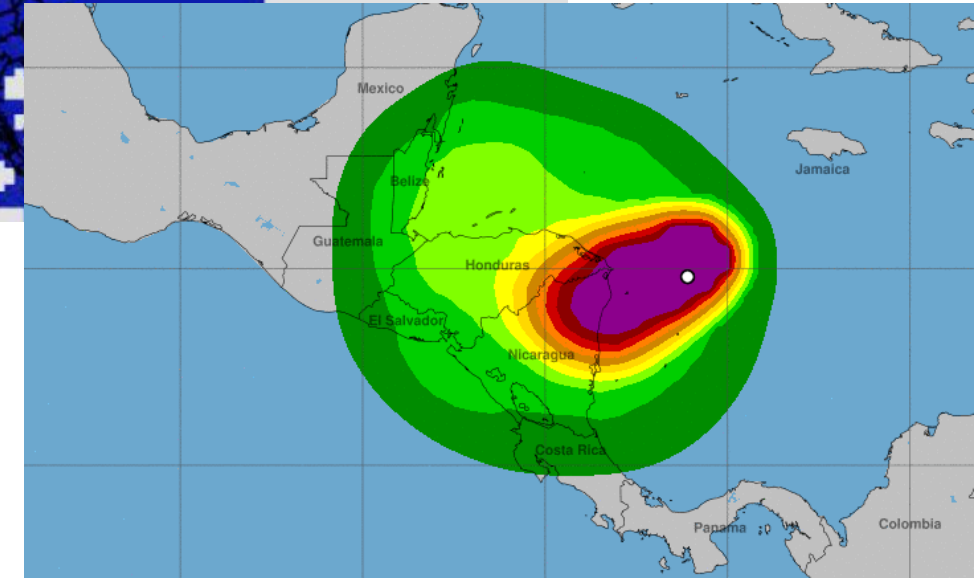 Mexico
Jamaica
Belize
Guatemala
Honduras
El Salvador
Nicaragua
Costa Rica
Panama
Colombia